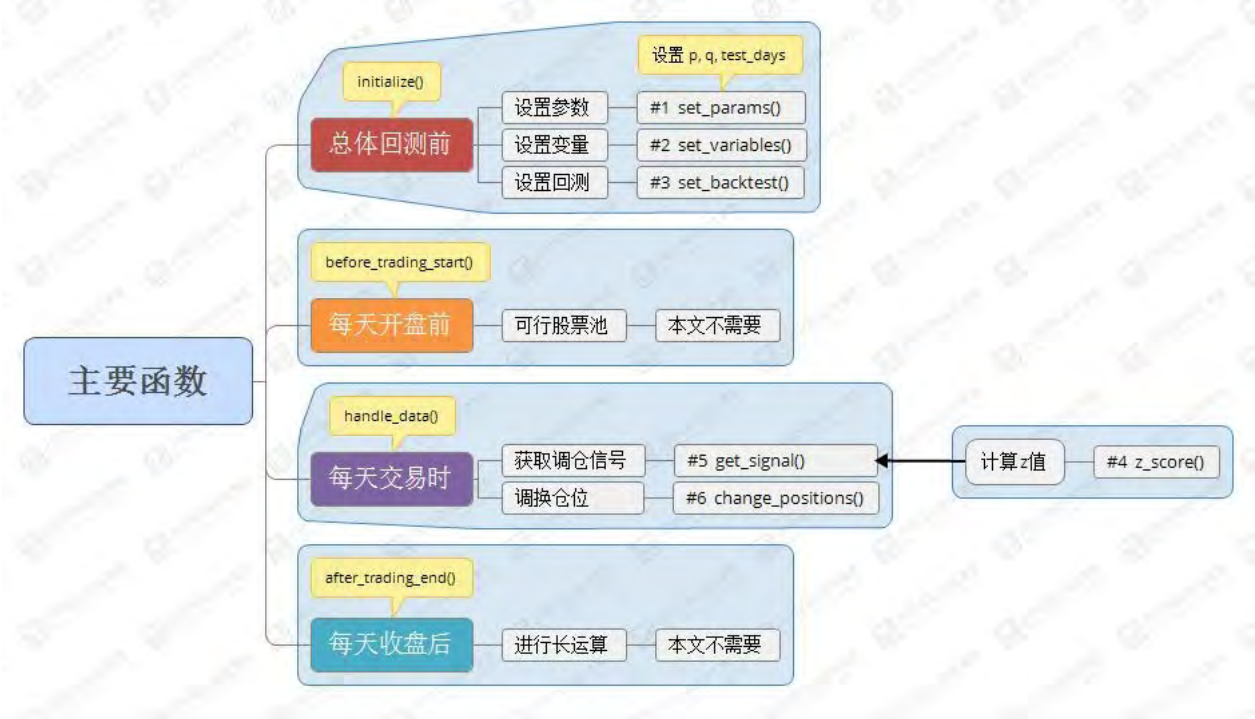 主要函数
initialize()
总体回测前
设置 p, q, test_days
设置参数
#1 set_params()
设置变量
#2 set_variables()
设置回测
#3 set_backtest()
before_trading_start()
每天开盘前
可行股票池
本文不需要
handle_data()
每天交易时
获取调仓信号
#5 get_signal()
计算z值
#4 z_score()
调换仓位
#6 change_positions()
after_trading_end()
每天收盘后
进行长运算
本文不需要